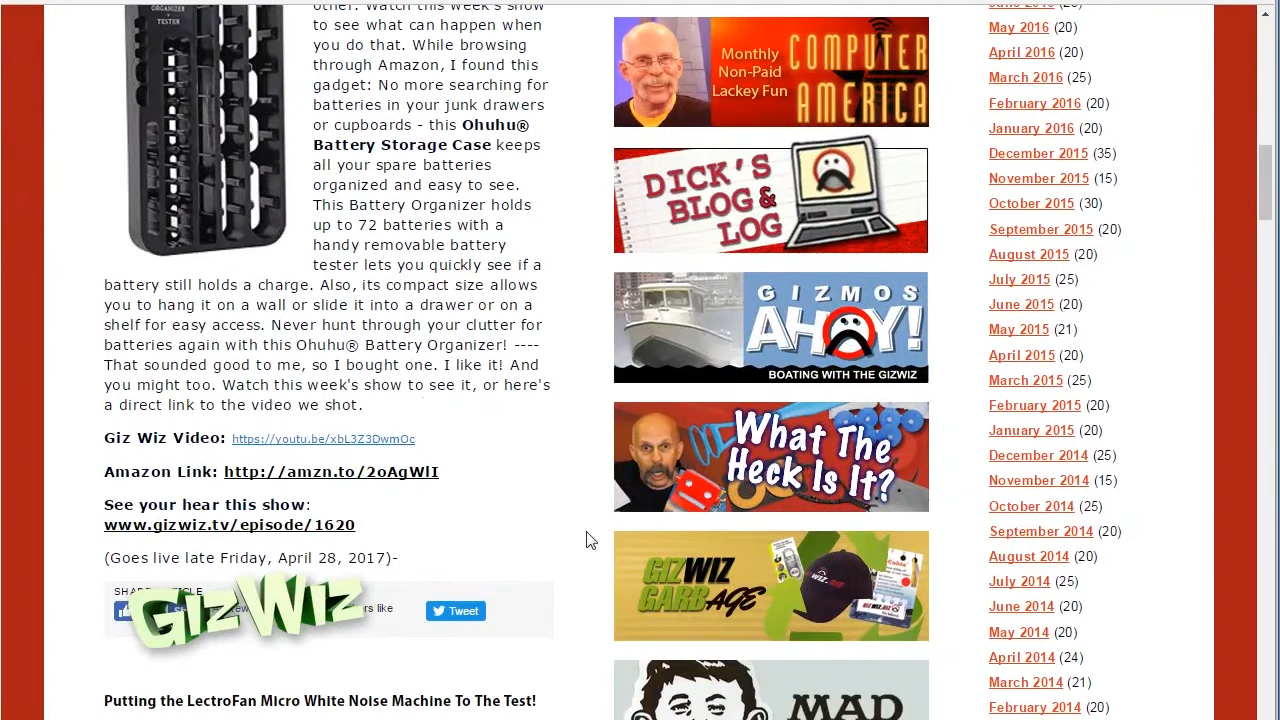 ORGANIZER
+
TESTER
other. Watch this week's show
see what can happen when
you do that. While browsing
through Amazon, I found this
gadget: No more searching for
batteries in your junk drawers
or cupboards - this Ohuhu®
Battery Storage Case keeps
all your spare batteries
organized and easy to see.
This Battery Organizer holds
up to 72 batteries with a
handy removable battery
tester lets you quickly see if a
battery still holds a charge. Also its compact size allows
you to hang it on a wall or slide it into a drawer or on a
shelf for easy access. Never hunt through your clutter for
batteries again with this Ohuhu® Battery Organizer! ----
That sounded good to me, so I bought one. I like it! And
you might too. Watch this week's show to see it, or here's
a direct link to the video we shot.
Giz Wiz Video: https://youtu.be/xbL3Z3DwmOc
Amazon Link: http://amzn.to/2oAgWlI
See your hear this show:
www.gizwiz.tv/episode/1620
(Goes live late Friday, April 28, 2017)-
GIZWIZ
like
Tweet
Putting the LectroFan Micro White Noise Machine To The Test!
Monthly
Non-Paid
Lackey Fun
COMPUTER
AMERICA
DICK'S
BLOG &
LOG
GIZMOS
AHOY!
BOATING WITH THE GIZWIZ
What The
Heck Is It?
GIZWIZ
GARBAGE
MAD
May 2016 (20)
April 2016 (20)
March 2016 (25)
February 2016 (20)
January 2016 (20)
December 2015 (35)
November 2015 (15)
October 2015 (30)
September 2015 (20)
August 2015 (20)
July 2015 (25)
June 2015 (20)
May 2015 (21)
April 2015 (20)
March 2015 (25)
February 2015 (20)
January 2015 (20)
December 2014 (25)
November 2014 (15)
October 2014 (25)
September 2014 (20)
August 2014 (20)
July 2014 (25)
June 2014 (20)
May 2014 (20)
April 2014 (24)
March 2014 (21)
February 2014 (20)